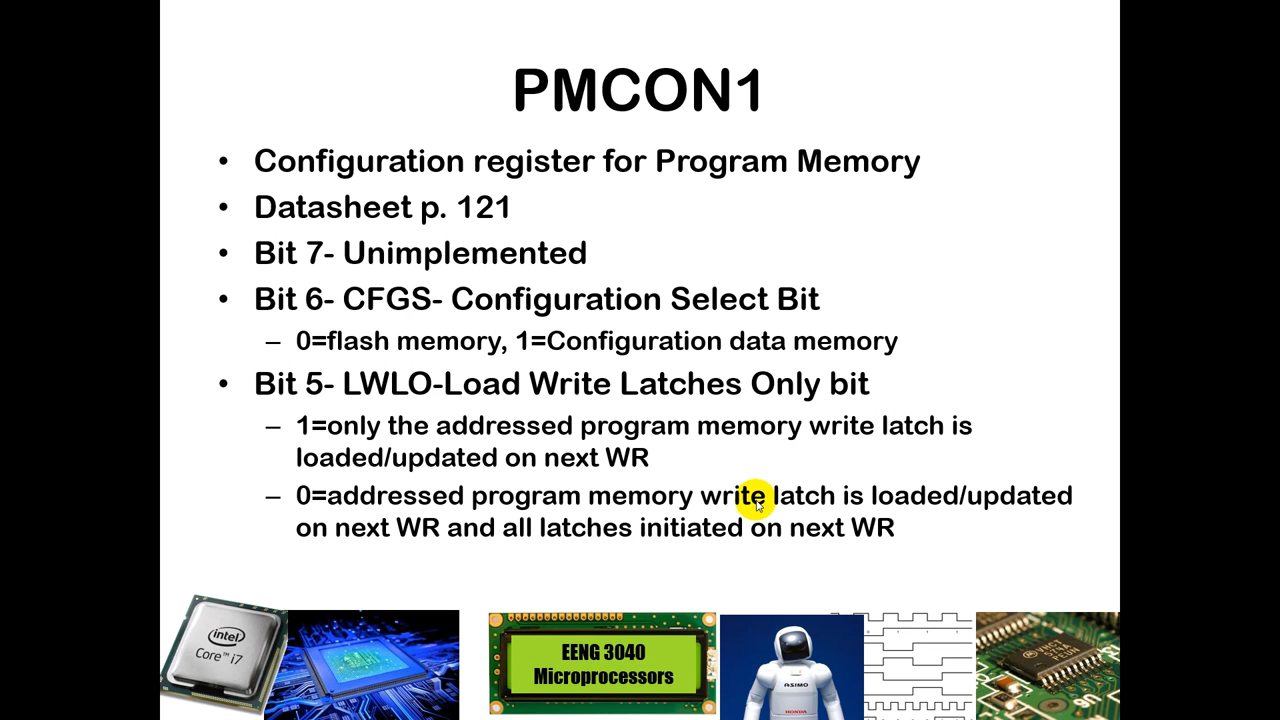 PMCON1
• Configuration register for Program Memory
• Datasheet p. 121
• Bit 7- Unimplemented
• Bit 6- CFGS- Configuration Select Bit
– 0=flash memory, 1=Configuration data memory
• Bit 5- LWLO-Load Write Latches Only bit
– 1=only the addressed program memory write latch is
loaded/updated on next WR
– 0=addressed program memory write latch is loaded/updated
on next WR and all latches initiated on next WR
intel
Core™ i7
EENG 3040
Microprocessors
ASIMO
HONDA